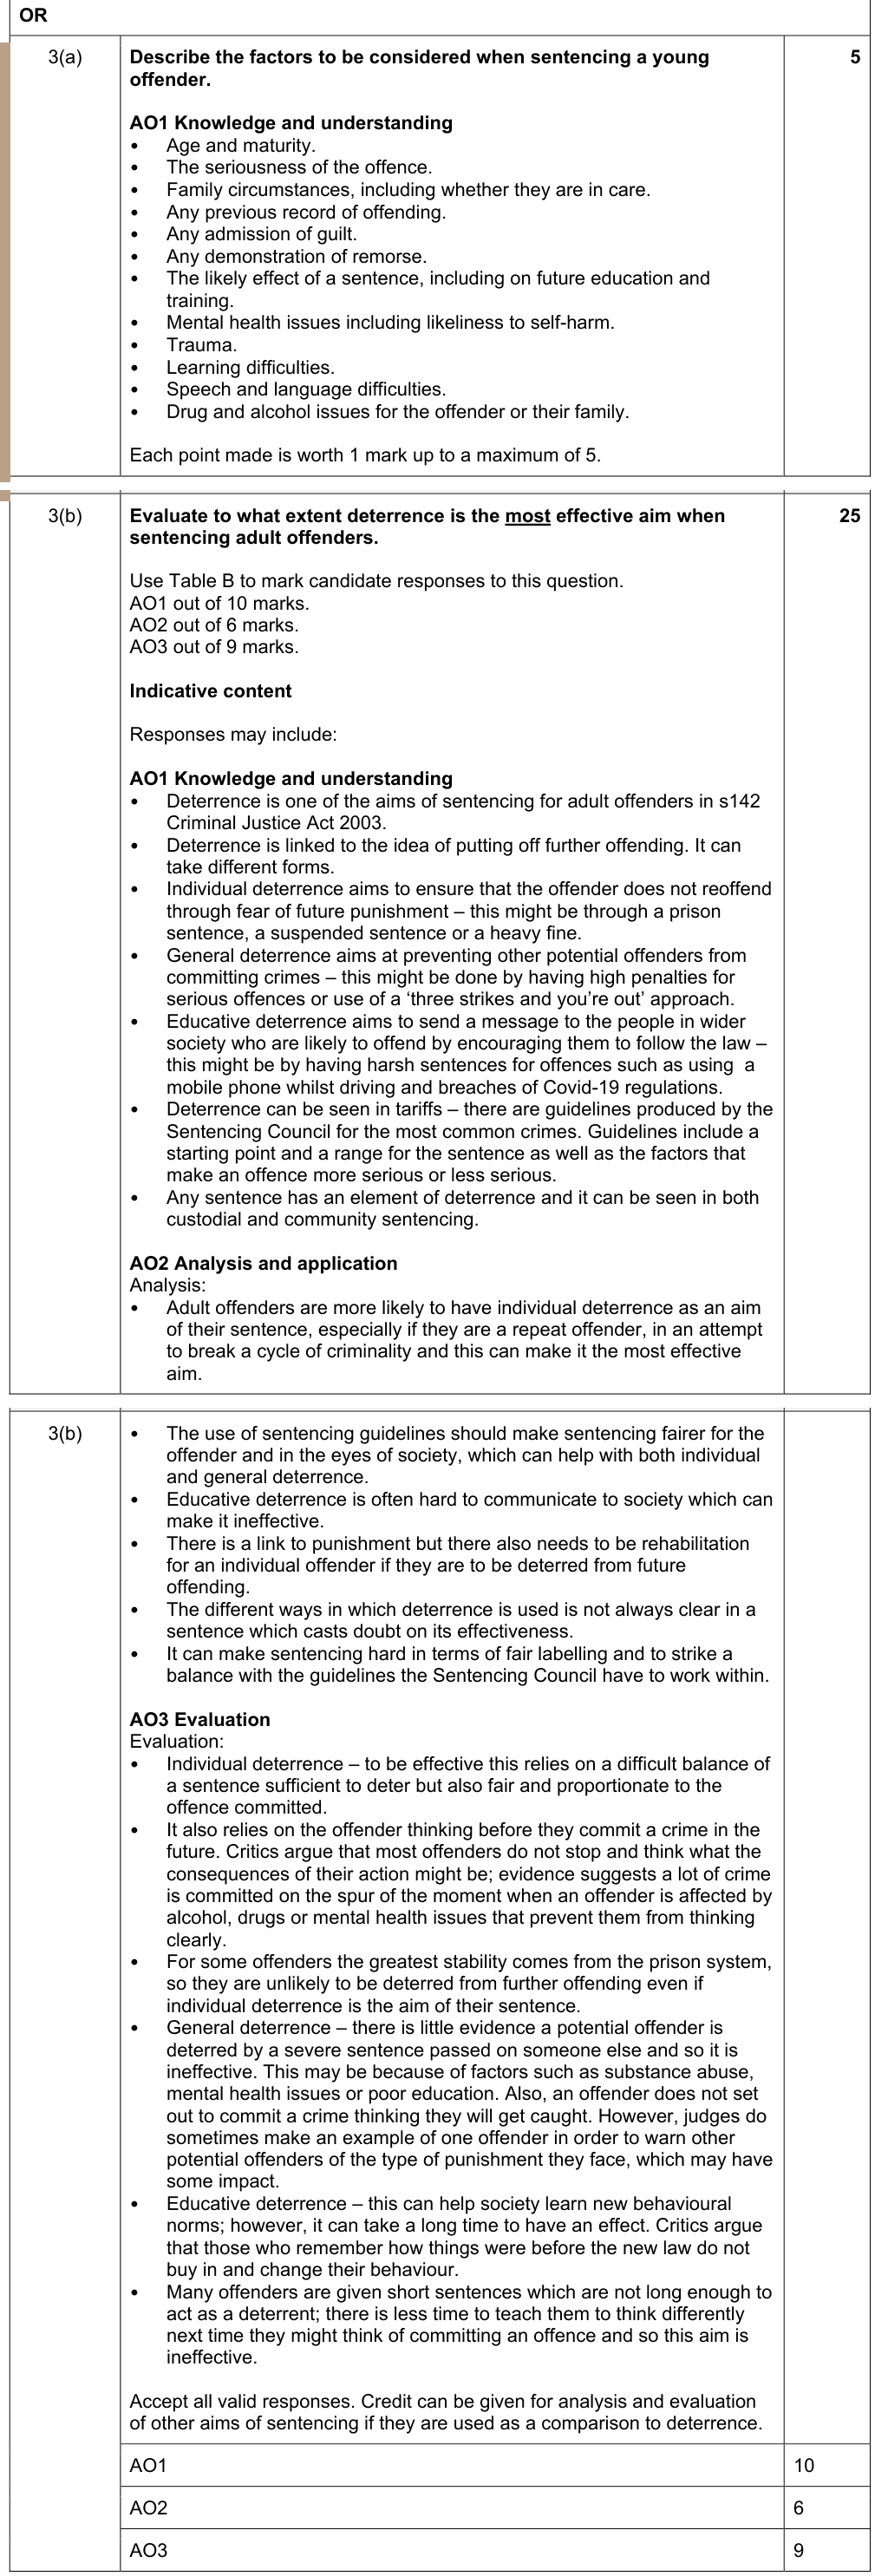 OR
3(a)
Describe the factors to be considered when sentencing a young
offender.
5
AO1 Knowledge and understanding
• Age and maturity.
• The seriousness of the offence.
• Family circumstances, including whether they are in care.
• Any previous record of offending.
• Any admission of guilt.
• Any demonstration of remorse.
• The likely effect of a sentence, including on future education and
training.
• Mental health issues including likeliness to self-harm.
• Trauma.
• Learning difficulties.
• Speech and language difficulties.
• Drug and alcohol issues for the offender or their family.
Each point made is worth 1 mark up to a maximum of 5.
3(b)
Evaluate to what extent deterrence is the most effective aim when
sentencing adult offenders.
25
Use Table B to mark candidate responses to this question.
AO1 out of 10 marks.
AO2 out of 6 marks.
AO3 out of 9 marks.
Indicative content
Responses may include:
AO1 Knowledge and understanding
• Deterrence is one of the aims of sentencing for adult offenders in s142
Criminal Justice Act 2003.
• Deterrence is linked to the idea of putting off further offending. It can
take different forms.
• Individual deterrence aims to ensure that the offender does not reoffend
through fear of future punishment – this might be through a prison
sentence, a suspended sentence or a heavy fine.
• General deterrence aims at preventing other potential offenders from
committing crimes – this might be done by having high penalties for
serious offences or use of a ‘three strikes and you’re out’ approach.
• Educative deterrence aims to send a message to the people in wider
society who are likely to offend by encouraging them to follow the law –
this might be by having harsh sentences for offences such as using a
mobile phone whilst driving and breaches of Covid-19 regulations.
• Deterrence can be seen in tariffs – there are guidelines produced by the
Sentencing Council for the most common crimes. Guidelines include a
starting point and a range for the sentence as well as the factors that
make an offence more serious or less serious.
• Any sentence has an element of deterrence and it can be seen in both
custodial and community sentencing.
AO2 Analysis and application
Analysis:
• Adult offenders are more likely to have individual deterrence as an aim
of their sentence, especially if they are a repeat offender, in an attempt
to break a cycle of criminality and this can make it the most effective
aim.
3(b)
• The use of sentencing guidelines should make sentencing fairer for the
offender and in the eyes of society, which can help with both individual
and general deterrence.
• Educative deterrence is often hard to communicate to society which can
make it ineffective.
• There is a link to punishment but there also needs to be rehabilitation
for an individual offender if they are to be deterred from future
offending.
• The different ways in which deterrence is used is not always clear in a
sentence which casts doubt on its effectiveness.
• It can make sentencing hard in terms of fair labelling and to strike a
balance with the guidelines the Sentencing Council have to work within.
AO3 Evaluation
Evaluation:
• Individual deterrence – to be effective this relies on a difficult balance of
a sentence sufficient to deter but also fair and proportionate to the
offence committed.
• It also relies on the offender thinking before they commit a crime in the
future. Critics argue that most offenders do not stop and think what the
consequences of their action might be; evidence suggests a lot of crime
is committed on the spur of the moment when an offender is affected by
alcohol, drugs or mental health issues that prevent them from thinking
clearly.
• For some offenders the greatest stability comes from the prison system,
so they are unlikely to be deterred from further offending even if
individual deterrence is the aim of their sentence.
• General deterrence – there is little evidence a potential offender is
deterred by a severe sentence passed on someone else and so it is
ineffective. This may be because of factors such as substance abuse,
mental health issues or poor education. Also, an offender does not set
out to commit a crime thinking they will get caught. However, judges do
sometimes make an example of one offender in order to warn other
potential offenders of the type of punishment they face, which may have
some impact.
• Educative deterrence – this can help society learn new behavioural
norms; however, it can take a long time to have an effect. Critics argue
that those who remember how things were before the new law do not
buy in and change their behaviour.
• Many offenders are given short sentences which are not long enough to
act as a deterrent; there is less time to teach them to think differently
next time they might think of committing an offence and so this aim is
ineffective.
Accept all valid responses. Credit can be given for analysis and evaluation
of other aims of sentencing if they are used as a comparison to deterrence.
AO1 10
AO2 6
AO3 9